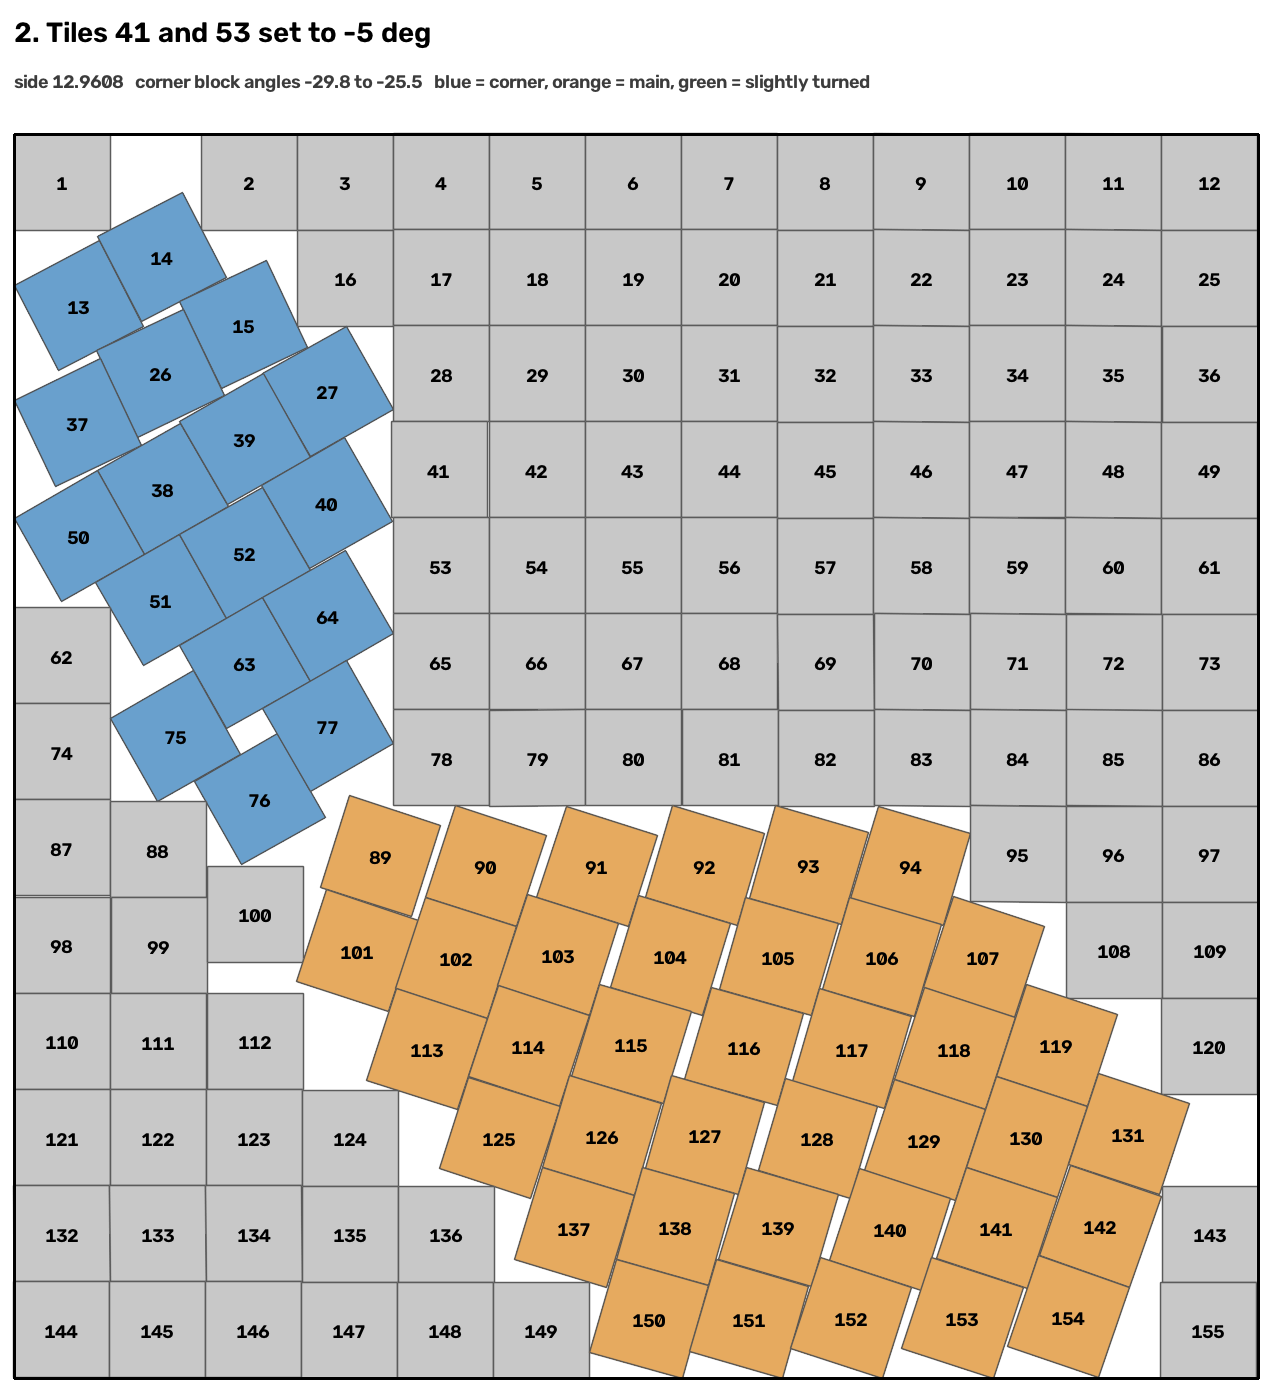 2. Tiles 41 and 53 set to -5 deg
side 12.9608 corner block angles -29.8 to -25.5 blue = corner, orange = main, green = slightly turned
1 2 3 4 5 6 7 8 9 10 11 12
13 14 15 16 17 18 19 20 21 22 23 24 25
26 27 28 29 30 31 32 33 34 35 36
37 38 39 40 41 42 43 44 45 46 47 48 49
50 51 52 53 54 55 56 57 58 59 60 61
62 63 64 65 66 67 68 69 70 71 72 73
74 75 76 77 78 79 80 81 82 83 84 85 86
87 88 89 90 91 92 93 94 95 96 97
98 99 100 101 102 103 104 105 106 107 108 109
110 111 112 113 114 115 116 117 118 119 120
121 122 123 124 125 126 127 128 129 130 131
132 133 134 135 136 137 138 139 140 141 142 143
144 145 146 147 148 149 150 151 152 153 154 155